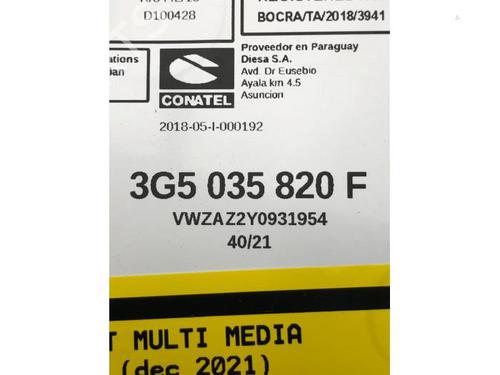 D100428
BOCRA/TA/2018/3941
Proveedor en Paraguay
Diesa S.A.
Avd. Dr Eusebio
Ayala km 4.5
Asuncion
CONATEL
2018-05-I-000192
3G5 035 820 F
VWZAZ2Y0931954
40/21
MULTI MEDIA
(dec 2021)